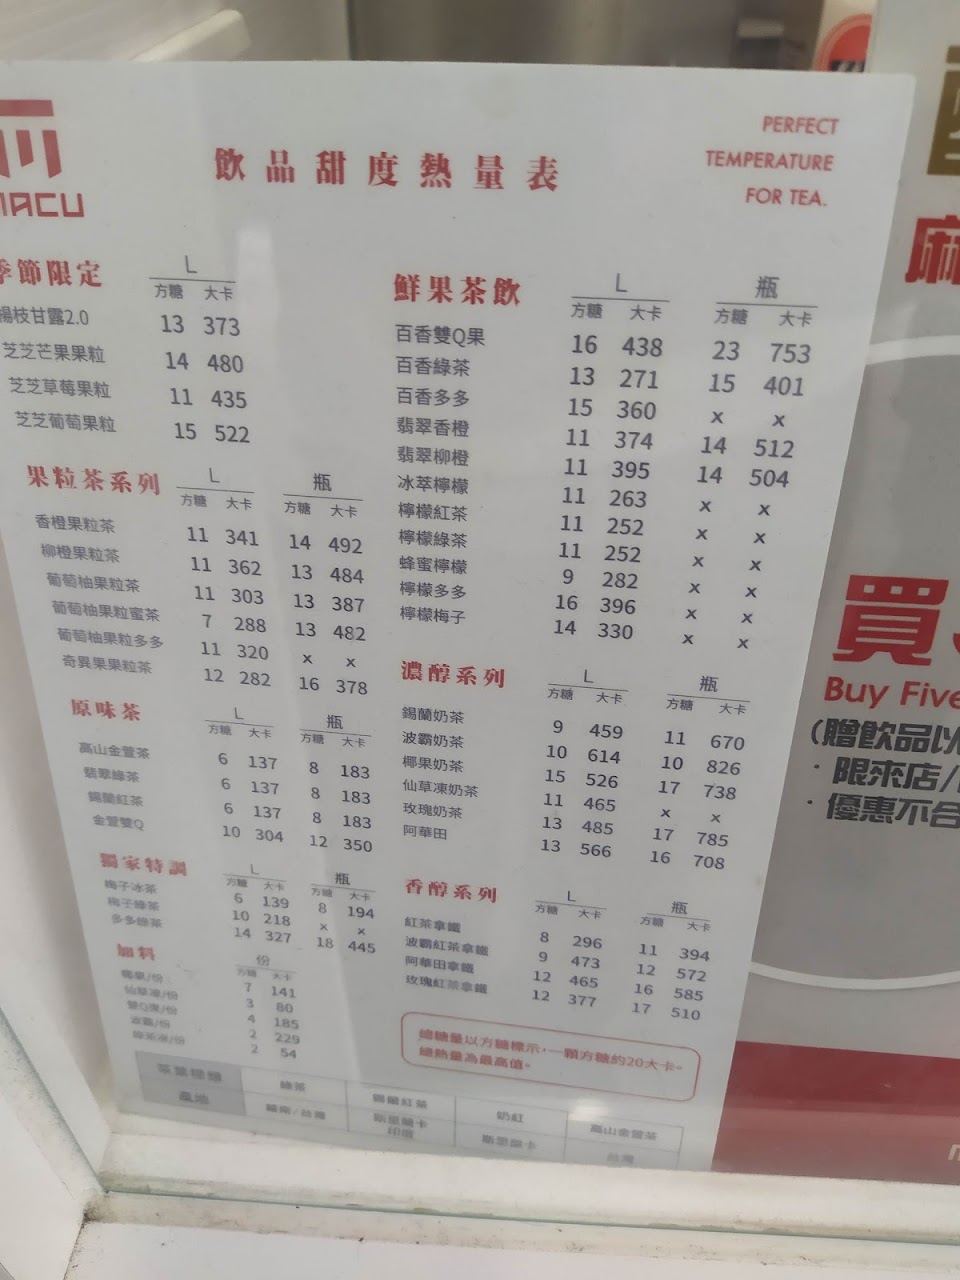 MACU
飲品甜度熱量表
PERFECT
TEMPERATURE
FOR TEA.
季節限定 L
方糖 大卡
楊枝甘露2.0 13 373
芝芝芒果果粒 14 480
芝芝草莓果粒 11 435
芝芝葡萄果粒 15 522
果粒茶系列 L 瓶
方糖 大卡 方糖 大卡
香橙果粒茶 11 341 14 492
柳橙果粒茶 11 362 13 484
葡萄柚果粒茶 11 303 13 387
葡萄柚果粒蜜茶 7 288 13 482
葡萄柚果粒多多 11 320 x x
奇異果果粒茶 12 282 16 378
原味茶 L 瓶
方糖 大卡 方糖 大卡
高山金萱茶 6 137 8 183
翡翠綠茶 6 137 8 183
錫蘭紅茶 6 137 8 183
金萱雙Q 10 304 12 350
獨家特調 L 瓶
方糖 大卡 方糖 大卡
梅子冰茶 6 139 8 194
梅子綠茶 10 218 x x
多多綠茶 14 327 18 445
加料 份
方糖 大卡
椰果/份 7 141
仙草凍/份 3 80
雙Q果/份 4 185
波霸/份 2 229
綠茶凍/份 2 54
鮮果茶飲 L 瓶
方糖 大卡 方糖 大卡
百香雙Q果 16 438 23 753
百香綠茶 13 271 15 401
百香多多 15 360 x x
翡翠香橙 11 374 14 512
翡翠柳橙 11 395 14 504
冰萃檸檬 11 263 x x
檸檬紅茶 11 252 x x
檸檬綠茶 11 252 x x
蜂蜜檸檬 9 282 x x
檸檬多多 16 396 x x
檸檬梅子 14 330 x x
濃醇系列 L 瓶
方糖 大卡 方糖 大卡
錫蘭奶茶 9 459 11 670
波霸奶茶 10 614 10 826
椰果奶茶 15 526 17 738
仙草凍奶茶 11 465 x x
玫瑰奶茶 13 485 17 785
阿華田 13 566 16 708
香醇系列 L 瓶
方糖 大卡 方糖 大卡
紅茶拿鐵 8 296 11 394
波霸紅茶拿鐵 9 473 12 572
阿華田拿鐵 12 465 16 585
玫瑰紅茶拿鐵 12 377 17 510
總糖量以方糖標示，一顆方糖約20大卡。
總熱量為最高值。
茶葉種類 綠茶 錫蘭紅茶 奶紅 高山金萱茶
產地 越南/台灣 斯里蘭卡 印度 斯里蘭卡 台灣
麻
買
Buy Five
(贈飲品以
·限來店/
·優惠不合